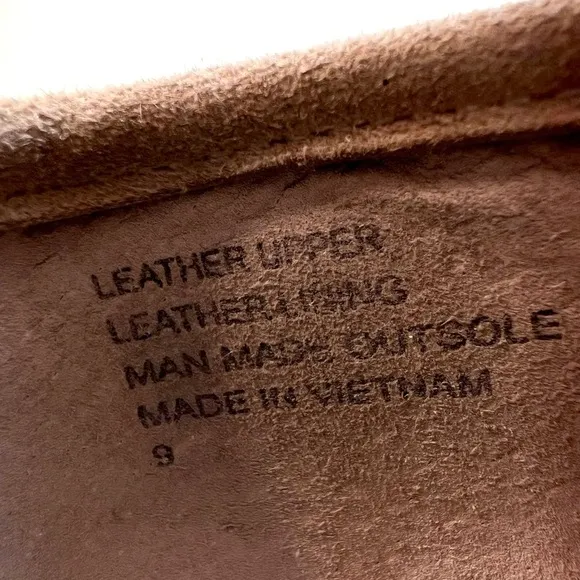 LEATHER UPPER
LEATHER LINING
MAN MADE OUTSOLE
MADE IN VIETNAM
9